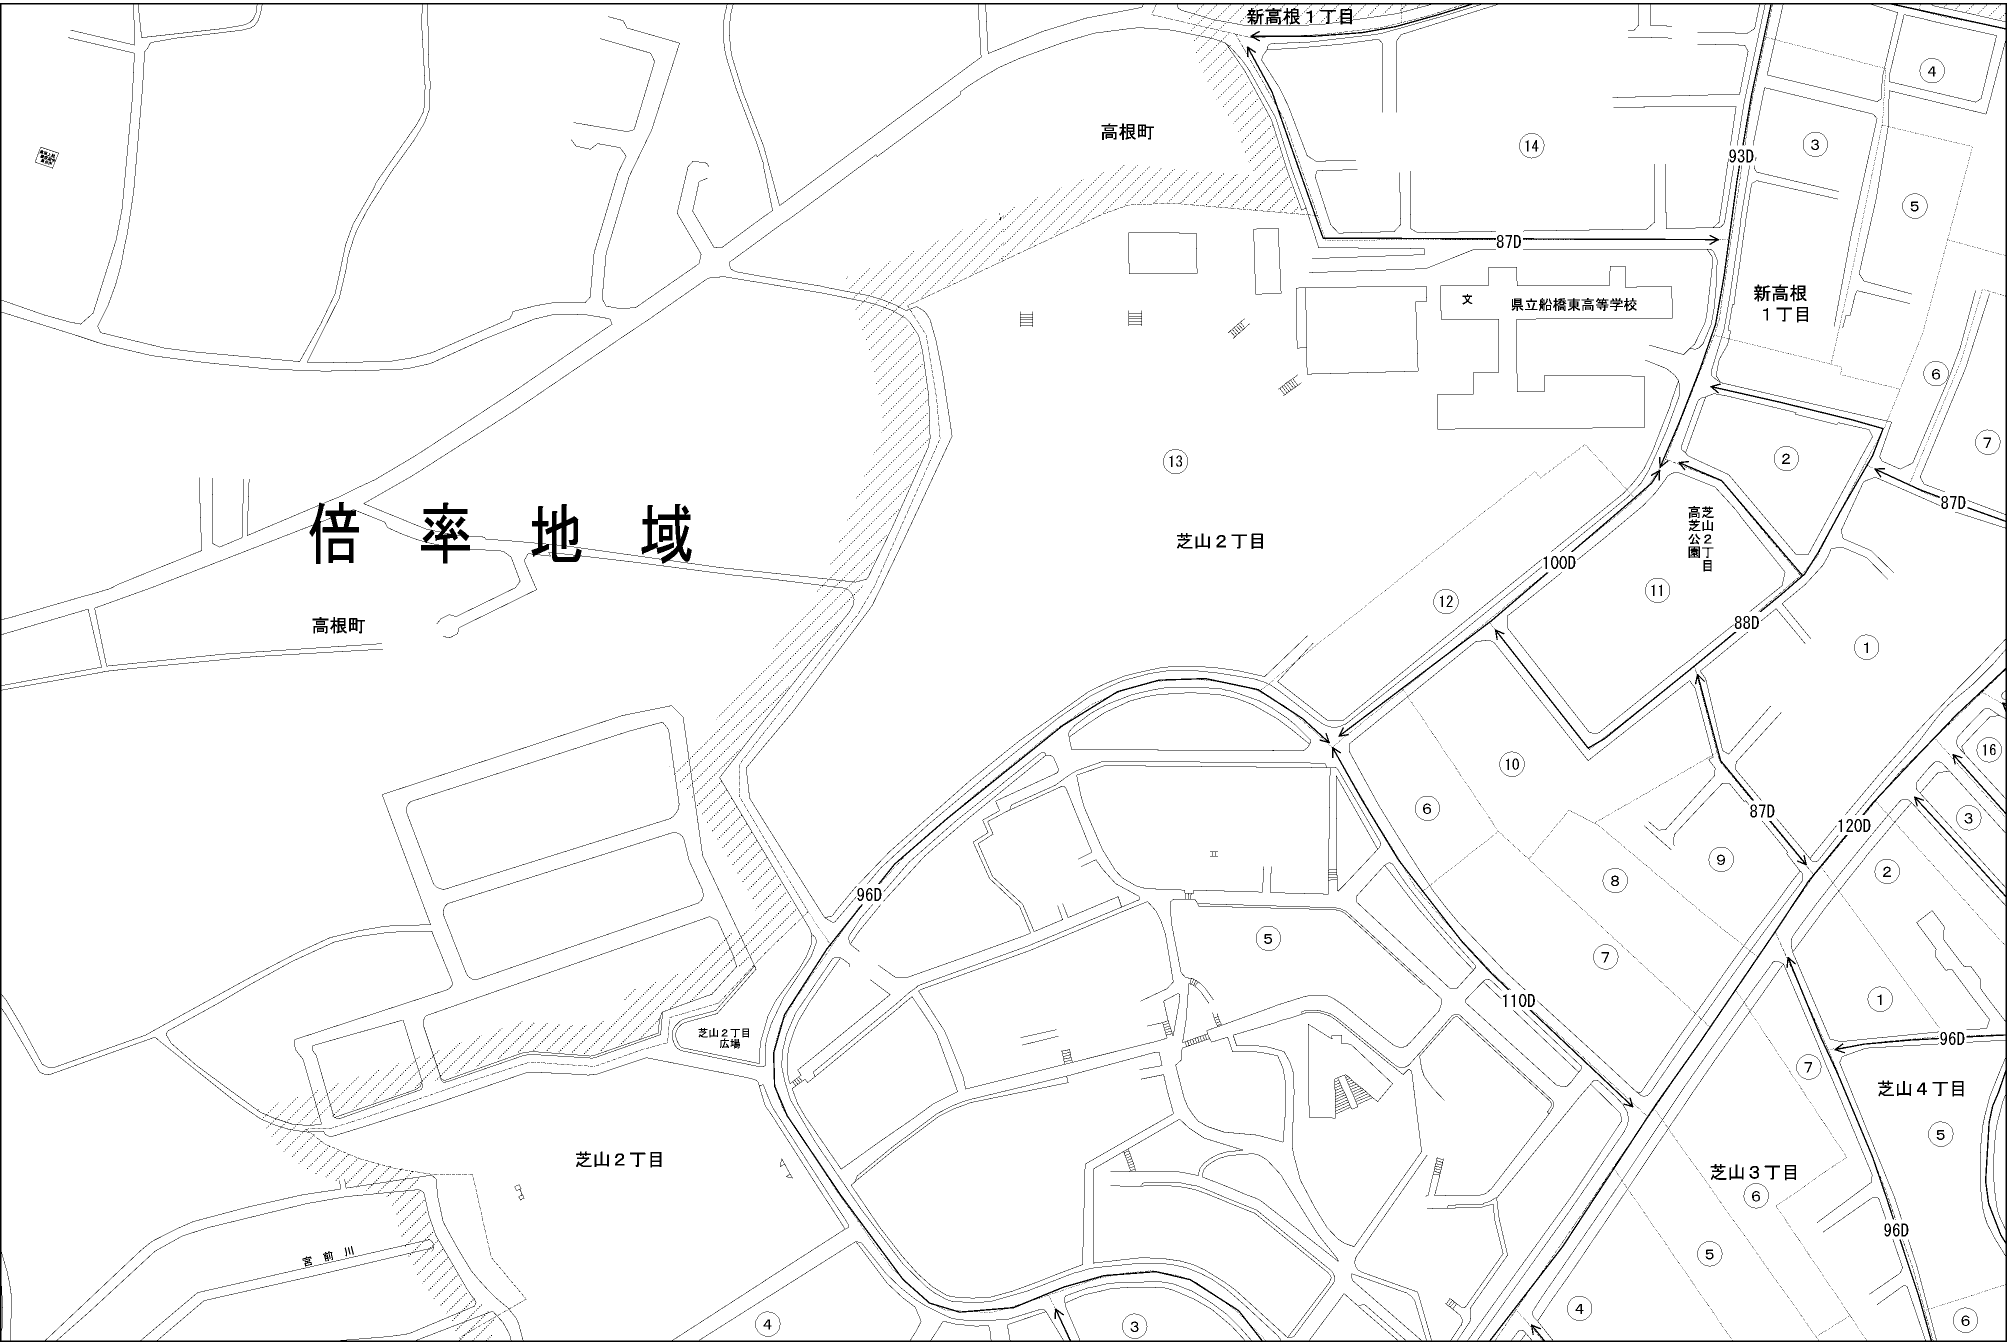 新高根１丁目
④
高根町
⑭
93D
③
⑤
87D
新高根
１丁目
文
県立船橋東高等学校
⑥
⑦
②
⑬
87D
倍率地域
芝山２丁目
芝山２丁目
高芝公園
100D
⑪
⑫
高根町
88D
①
⑯
⑩
⑥
87D
③
120D
⑨
②
⑧
96D
⑤
⑦
①
110D
芝山２丁目
広場
96D
⑦
芝山４丁目
⑤
芝山２丁目
芝山３丁目
⑥
96D
⑤
宮前川
④
③
④
⑥